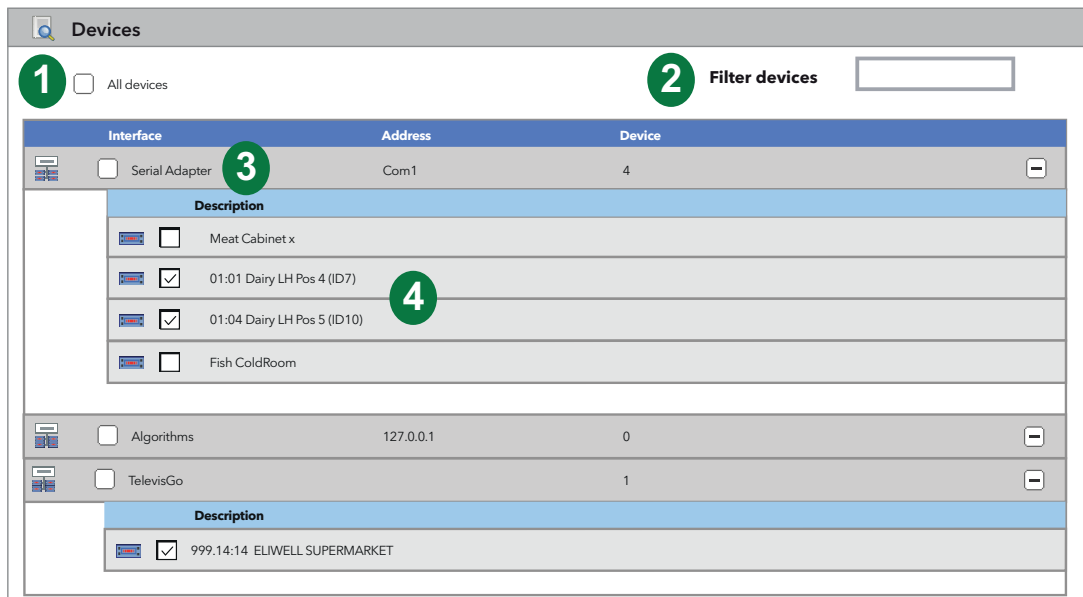 Devices
1 All devices 2 Filter devices
Interface Address Device
Serial Adapter 3 Com1 4
Description
Meat Cabinet x
01:01 Dairy LH Pos 4 (ID7)
4
01:04 Dairy LH Pos 5 (ID10)
Fish ColdRoom
Algorithms 127.0.0.1 0
TelevisGo 1
Description
999.14:14 ELIWELL SUPERMARKET